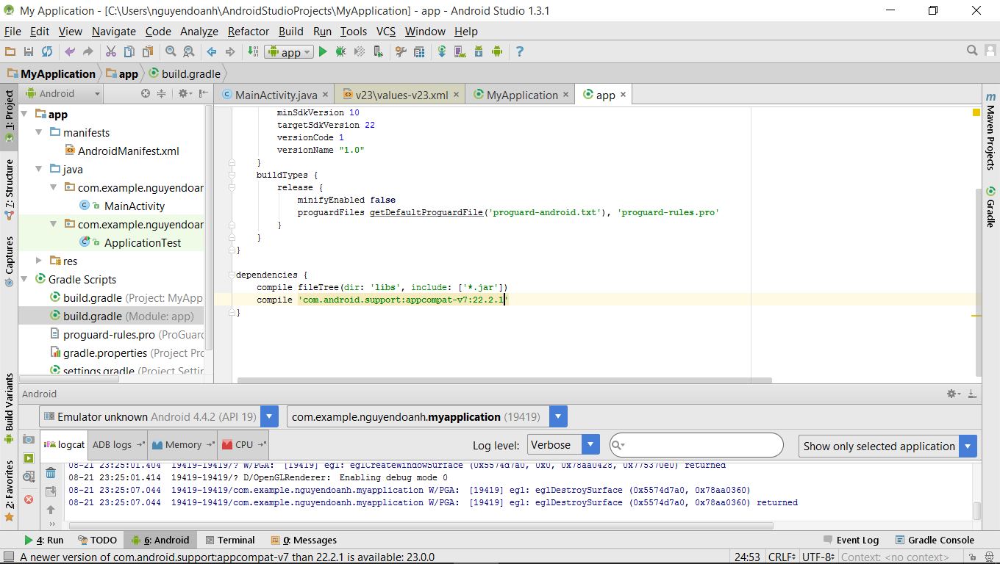 My Application - [C:\Users\nguyendoanh\AndroidStudioProjects\MyApplication] - app - Android Studio 1.3.1
File Edit View Navigate Code Analyze Refactor Build Run Tools VCS Window Help
app
MyApplication app build.gradle
1: Project
7: Structure
Captures
Build Variants
2: Favorites
Android
app
manifests
AndroidManifest.xml
java
com.example.nguyendoar
MainActivity
com.example.nguyendoar
ApplicationTest
res
Gradle Scripts
build.gradle (Project: MyApp
build.gradle (Module: app)
proguard-rules.pro (ProGuard
gradle.properties (Project Pro
settings.gradle (Project Settin
MainActivity.java v23\values-v23.xml MyApplication app
minSdkVersion 10
targetSdkVersion 22
versionCode 1
versionName "1.0"
}
buildTypes {
release {
minifyEnabled false
proguardFiles getDefaultProguardFile('proguard-android.txt'), 'proguard-rules.pro'
}
}
}
dependencies {
compile fileTree(dir: 'libs', include: ['*.jar'])
compile 'com.android.support:appcompat-v7:22.2.1'
}
Maven Projects
Gradle
Android
Emulator unknown Android 4.4.2 (API 19) com.example.nguyendoanh.myapplication (19419)
logcat ADB logs Memory CPU Log level: Verbose Show only selected application
08-21 23:25:01.404 19419-19419/? W/PGA: [19419] egl: eglCreateWindowSurface (0x5574d7a0, 0x0, 0x78aa0428, 0x775370e0) returned
08-21 23:25:01.414 19419-19419/? D/OpenGLRenderer: Enabling debug mode 0
08-21 23:25:07.044 19419-19419/com.example.nguyendoanh.myapplication W/PGA: [19419] egl: eglDestroySurface (0x5574d7a0, 0x78aa0360)
08-21 23:25:07.044 19419-19419/com.example.nguyendoanh.myapplication W/PGA: [19419] egl: eglDestroySurface (0x5574d7a0, 0x78aa0360) returned
4: Run TODO 6: Android Terminal 0: Messages Event Log Gradle Console
A newer version of com.android.support:appcompat-v7 than 22.2.1 is available: 23.0.0 24:53 CRLF UTF-8 Context: <no context>